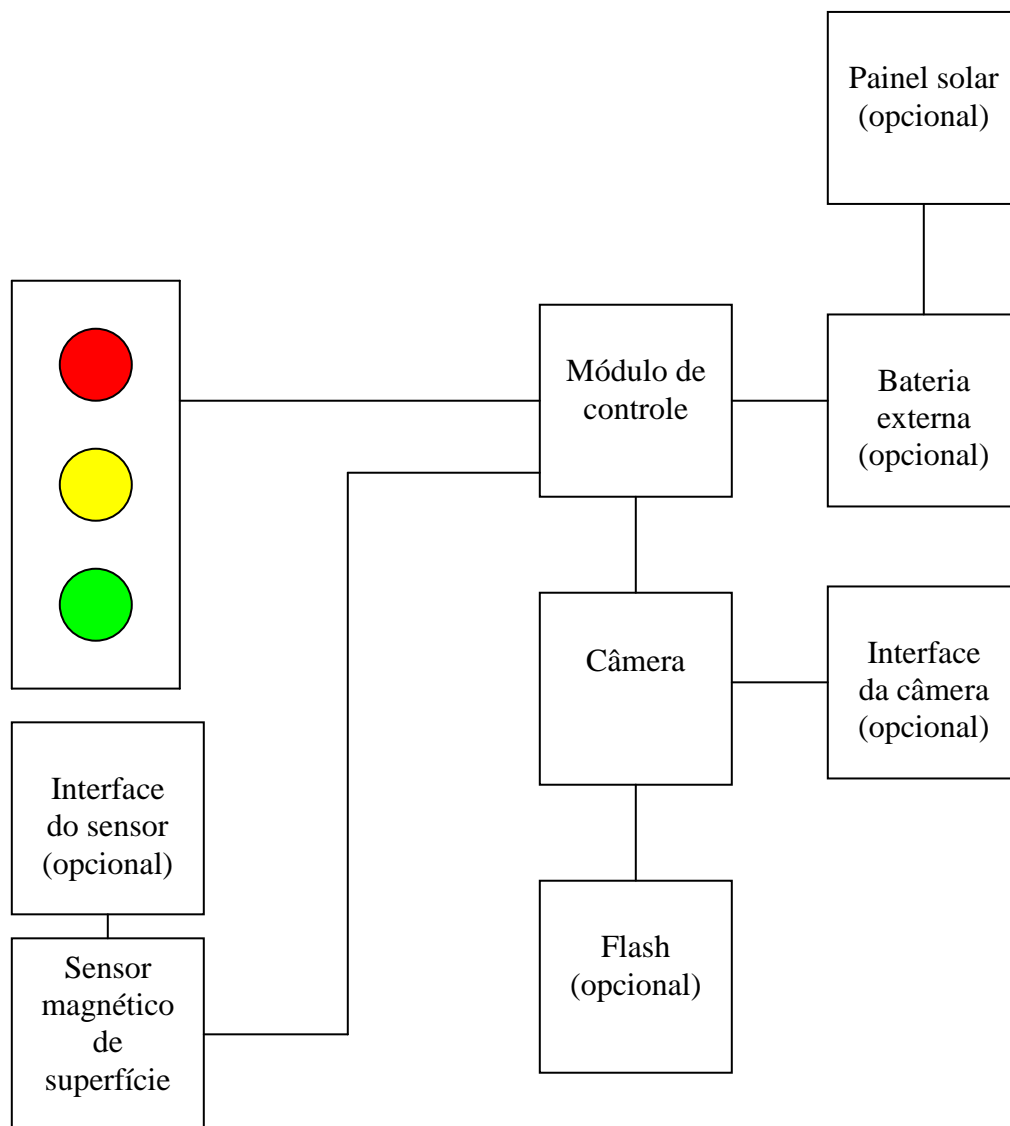 Painel solar
(opcional)
Módulo de
controle
Bateria
externa
(opcional)
Câmera
Interface
da câmera
(opcional)
Interface
do sensor
(opcional)
Sensor
magnético
de
superfície
Flash
(opcional)